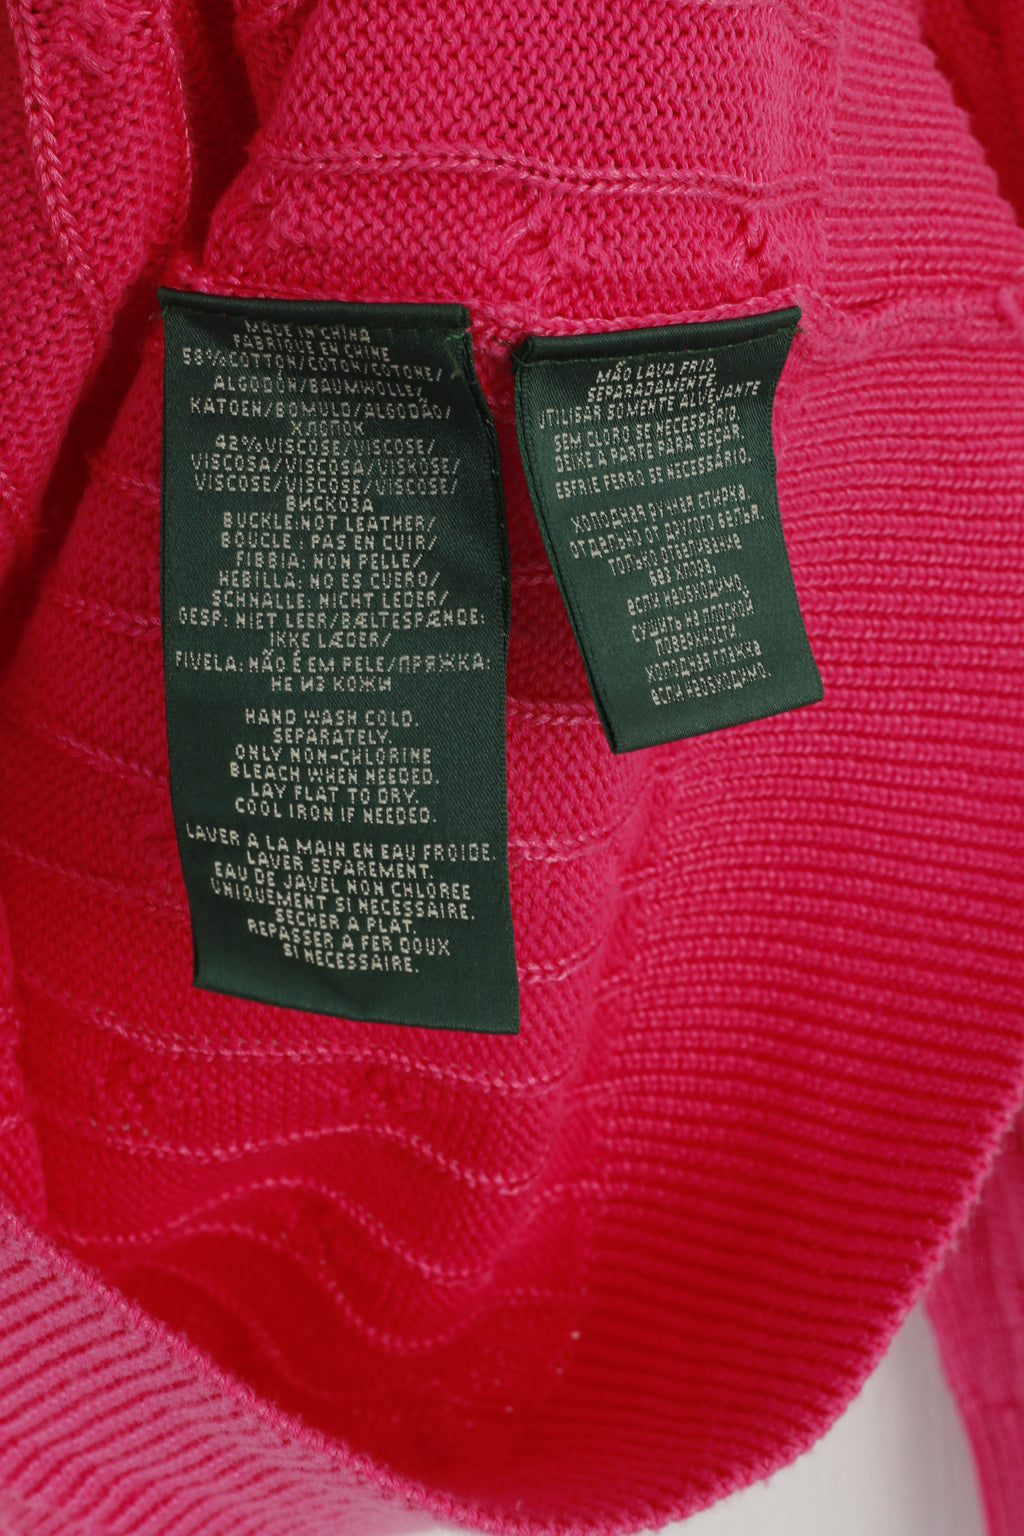 MADE IN CHINA
FABRIQUE EN CHINE
58%COTTON/COTON/COTONE/
ALGODON/BAUMWOLLE/
KATOEN/BOMULD/ALGODÃO/
ХЛОПОК
42%VISCOSE/VISCOSE/
VISCOSA/VISCOSA/VISKOSE/
VISCOSE/VISCOSE/VISCOSE/
ВИСКОЗА
BUCKLE:NOT LEATHER/
BOUCLE: PAS EN CUIR/
FIBBIA: NON PELLE/
HEBILLA: NO ES CUERO/
SCHNALLE: NICHT LEDER/
GESP: NIET LEER/BÆLTESPÆNDE:
IKKE LÆDER/
FIVELA: NÃO É EM PELE/ПРЯЖКА:
НЕ ИЗ КОЖИ
HAND WASH COLD.
SEPARATELY.
ONLY NON-CHLORINE
BLEACH WHEN NEEDED.
LAY FLAT TO DRY.
COOL IRON IF NEEDED.
LAVER A LA MAIN EN EAU FROIDE.
LAVER SEPAREMENT.
EAU DE JAVEL NON CHLOREE
UNIQUEMENT SI NECESSAIRE.
SECHER A PLAT.
REPASSER A FER DOUX
SI NECESSAIRE.
MÃO LAVA FRIO.
SEPARADAMENTE.
UTILISAR SOMENTE ALVEJANTE
SEM CLORO SE NECESSÁRIO.
DEIXE A PARTE PARA SECAR.
ESFRIE FERRO SE NECESSÁRIO.
ХОЛОДНАЯ РУЧНАЯ СТИРКА.
ОТДЕЛЬНО ОТ ДРУГОГО БЕЛЬЯ.
ТОЛЬКО ОТБЕЛИВАНИЕ
БЕЗ ХЛОРА,
ЕСЛИ НЕОБХОДИМО.
СУШИТЬ НА ПЛОСКОЙ
ПОВЕРХНОСТИ.
ХОЛОДНАЯ ГЛАЖКА
ЕСЛИ НЕОБХОДИМО.